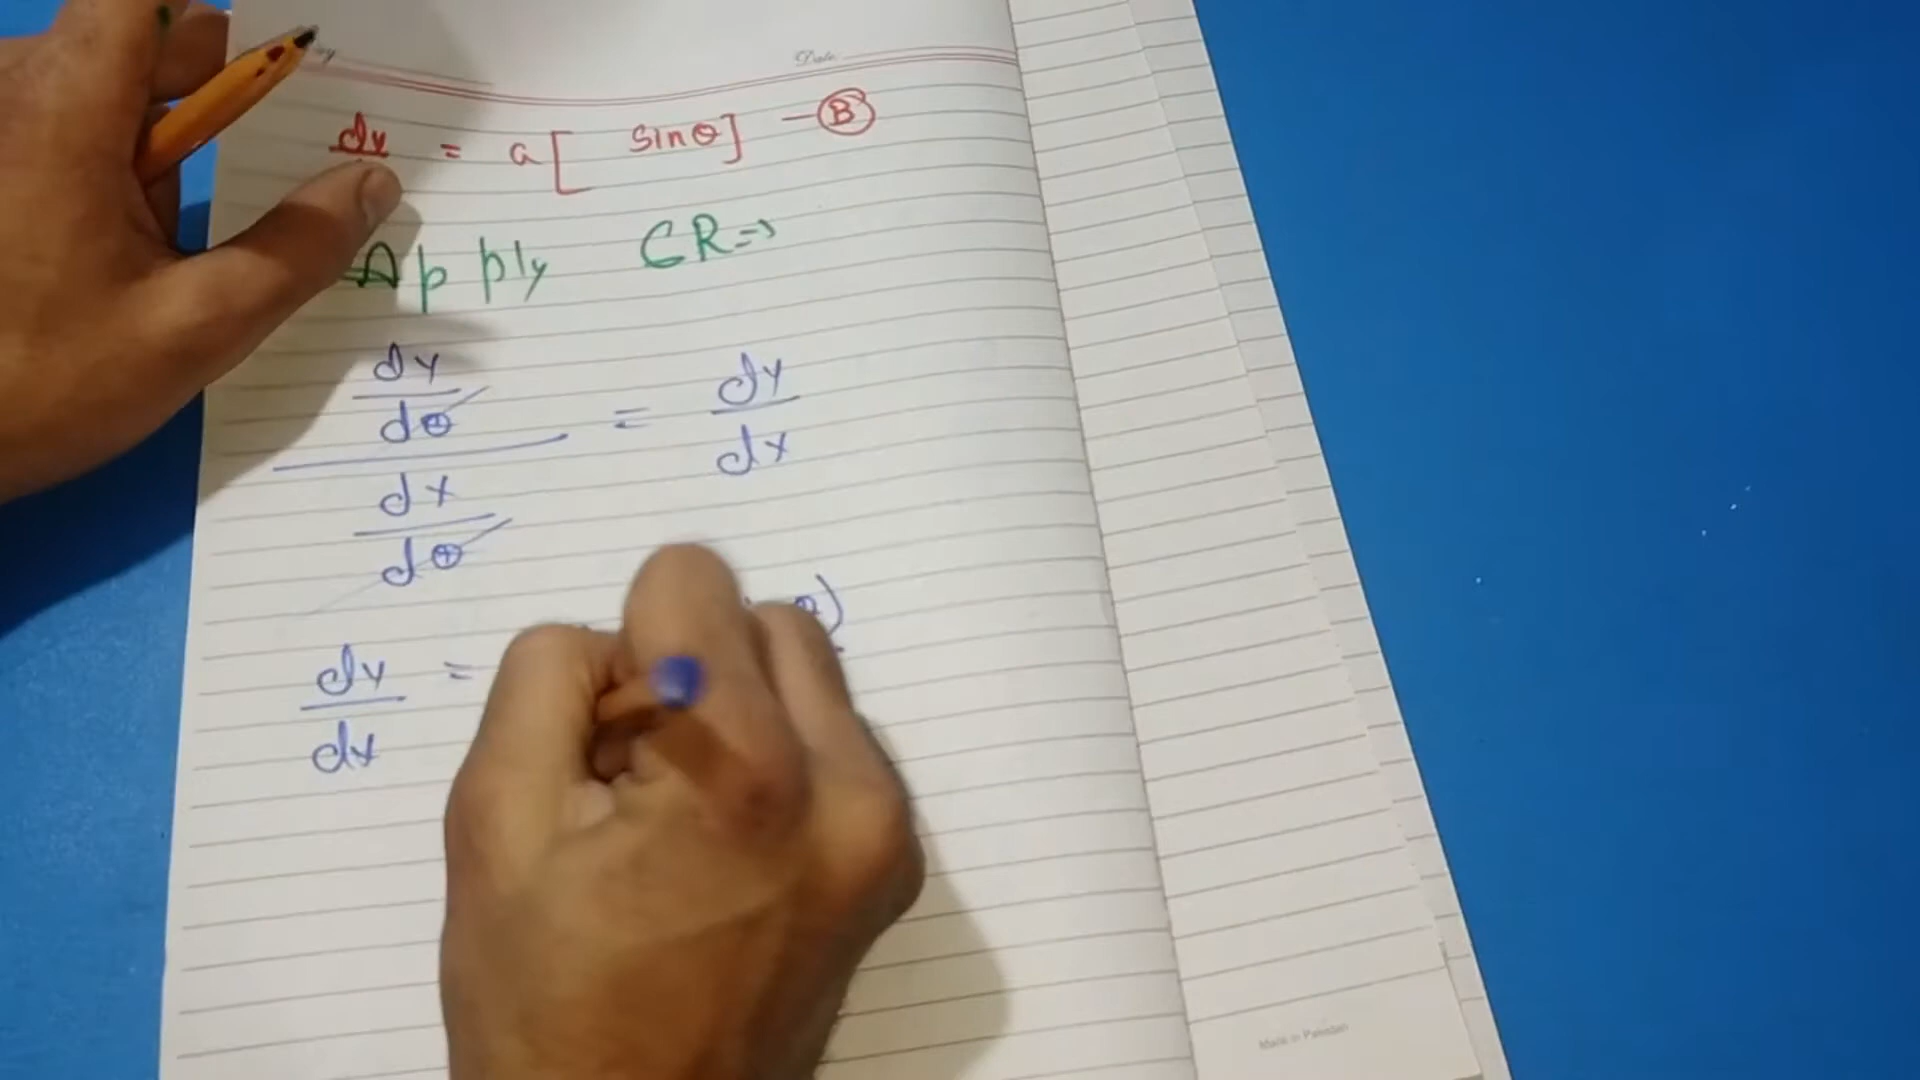 Date
dy = a[ sinθ] — B
Apply CR⇒
dy
dθ
= dy
dx
dx
dθ
dy =
dx
θ)
Made in Pakistan